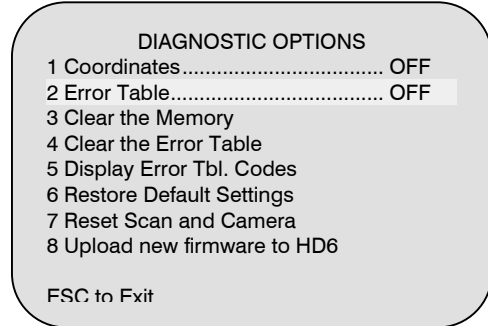 DIAGNOSTIC OPTIONS
1 Coordinates................................... OFF
2 Error Table..................................... OFF
3 Clear the Memory
4 Clear the Error Table
5 Display Error Tbl. Codes
6 Restore Default Settings
7 Reset Scan and Camera
8 Upload new firmware to HD6
ESC to Exit